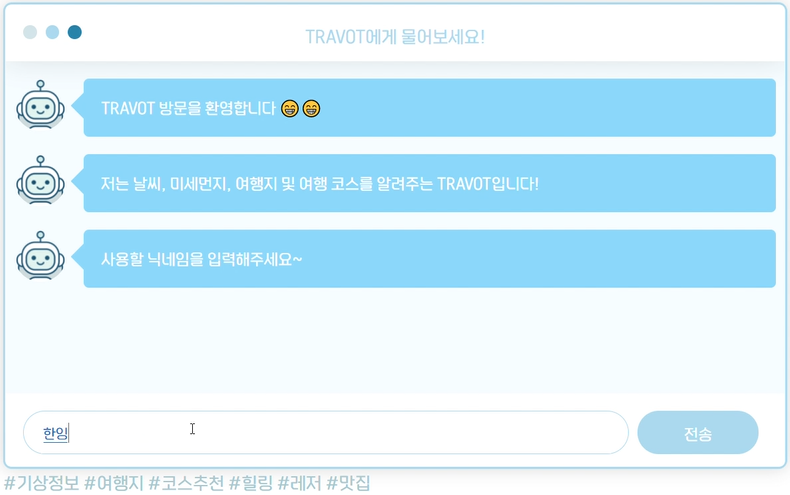 TRAVOT에게 물어보세요!
TRAVOT 방문을 환영합니다 😄😄
저는 날씨, 미세먼지, 여행지 및 여행 코스를 알려주는 TRAVOT입니다!
사용할 닉네임을 입력해주세요~
한잉
전송
#기상정보 #여행지 #코스추천 #힐링 #레저 #맛집